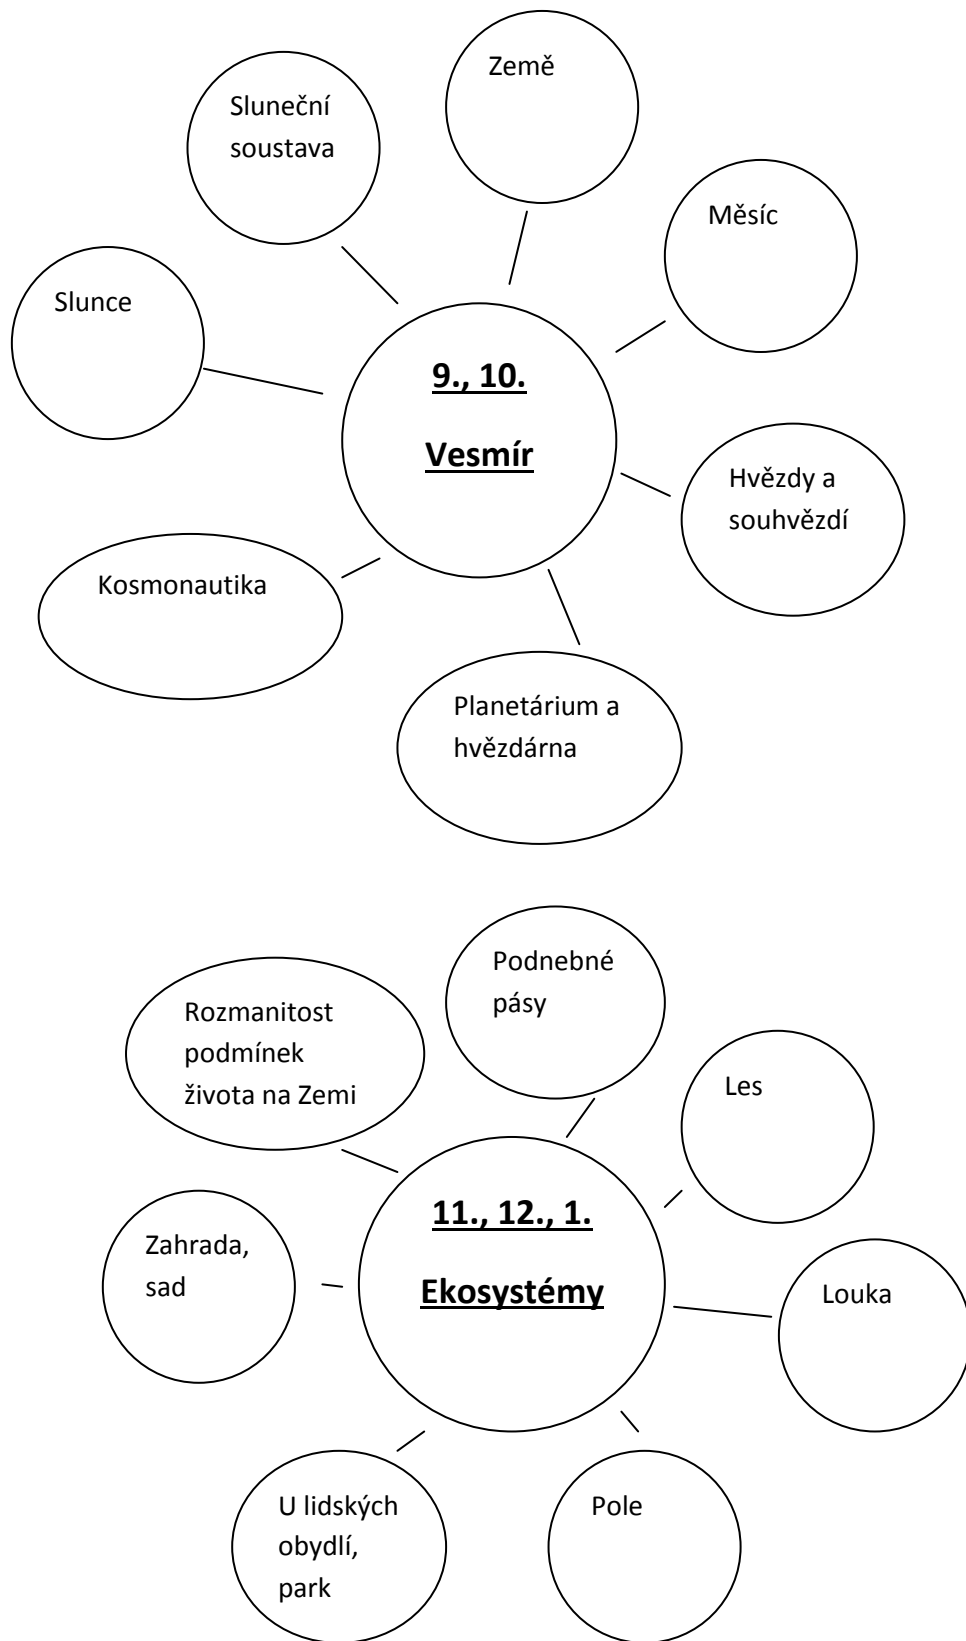 Země
Sluneční
soustava
Měsíc
Slunce
9., 10.
Vesmír
Hvězdy a
souhvězdí
Kosmonautika
Planetárium a
hvězdárna
Podnebné
pásy
Rozmanitost
podmínek
života na Zemi
Les
11., 12., 1.
Ekosystémy
Zahrada,
sad
Louka
U lidských
obydlí,
park
Pole